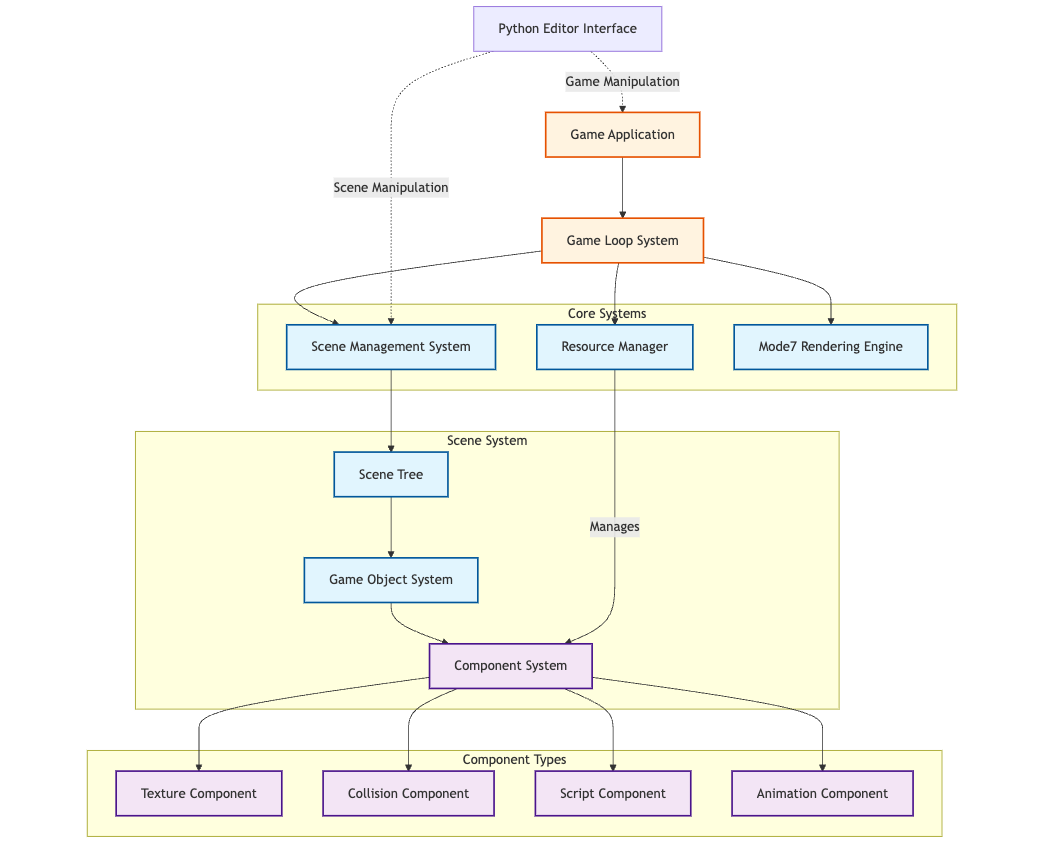 Python Editor Interface
Game Manipulation
Game Application
Scene Manipulation
Game Loop System
Core Systems
Scene Management System
Resource Manager
Mode7 Rendering Engine
Scene System
Scene Tree
Manages
Game Object System
Component System
Component Types
Texture Component
Collision Component
Script Component
Animation Component